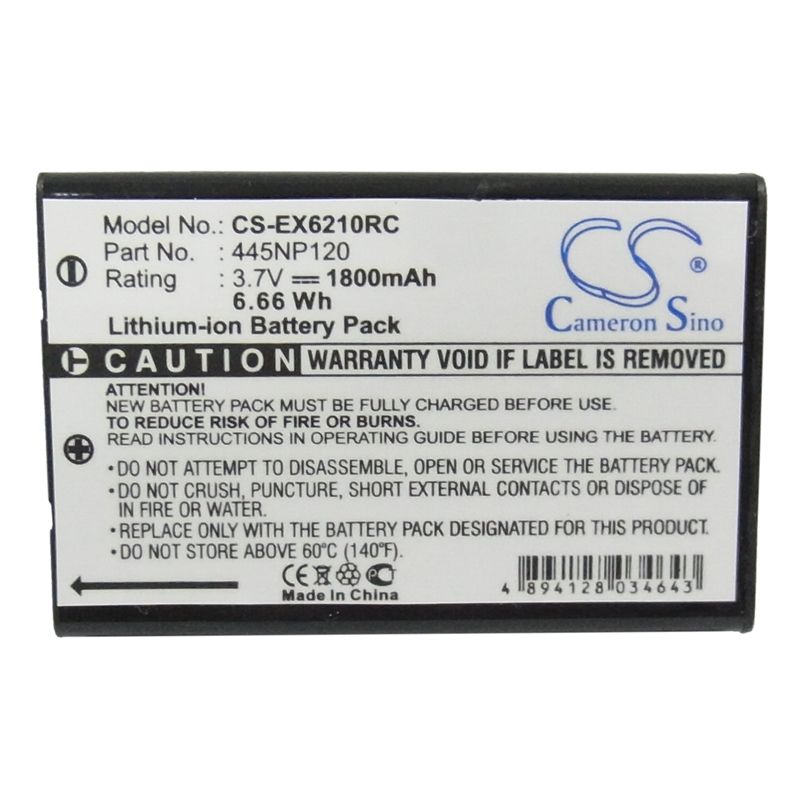 Model No.: CS-EX6210RC
Part No. : 445NP120
Rating : 3.7V 1800mAh
6.66 Wh
Lithium-ion Battery Pack
CS®
Cameron Sino
CAUTION WARRANTY VOID IF LABEL IS REMOVED
ATTENTION!
NEW BATTERY PACK MUST BE FULLY CHARGED BEFORE USE.
TO REDUCE RISK OF FIRE OR BURNS.
READ INSTRUCTIONS IN OPERATING GUIDE BEFORE USING THE BATTERY.
•DO NOT ATTEMPT TO DISASSEMBLE, OPEN OR SERVICE THE BATTERY PACK.
•DO NOT CRUSH, PUNCTURE, SHORT EXTERNAL CONTACTS OR DISPOSE OF
IN FIRE OR WATER.
•REPLACE ONLY WITH THE BATTERY PACK DESIGNATED FOR THIS PRODUCT.
•DO NOT STORE ABOVE 60℃ (140℉).
CE
Made In China
4 894128 034643